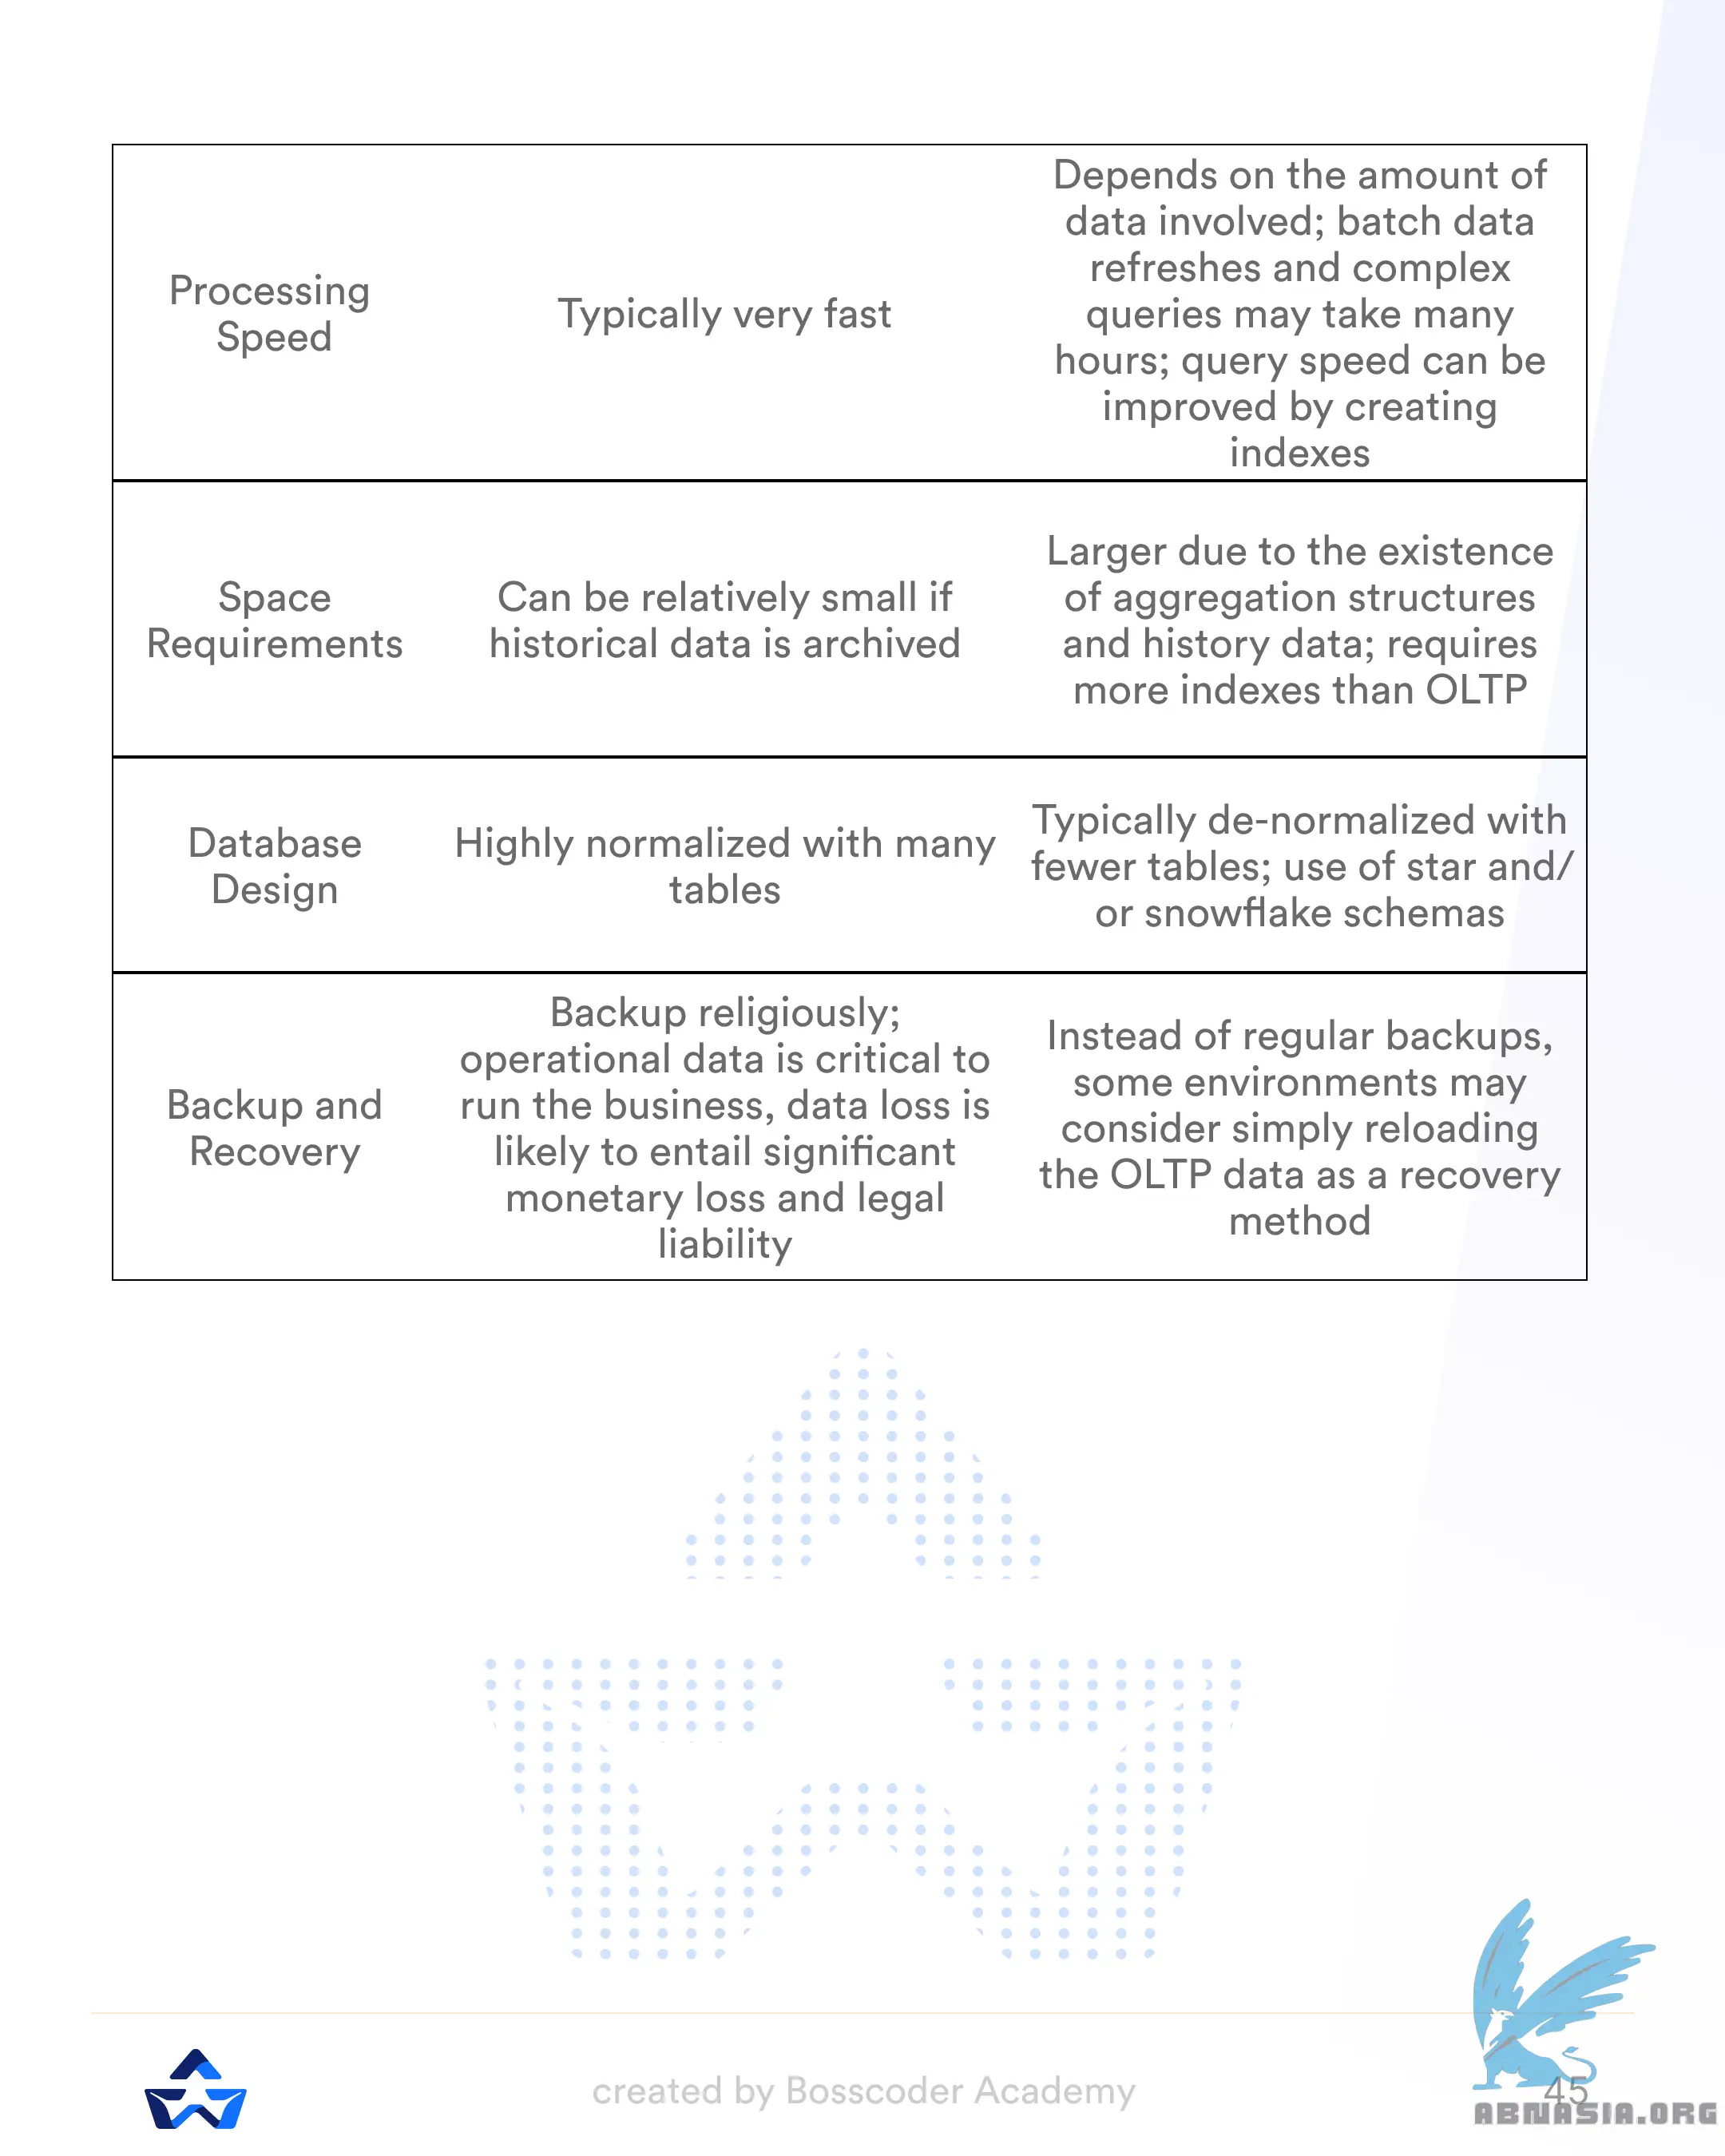 Processing
Speed
Typically very fast
Depends on the amount of
data involved; batch data
refreshes and complex
queries may take many
hours; query speed can be
improved by creating
indexes
Space
Requirements
Can be relatively small if
historical data is archived
Larger due to the existence
of aggregation structures
and history data; requires
more indexes than OLTP
Database
Design
Highly normalized with many
tables
Typically de-normalized with
fewer tables; use of star and/
or snowflake schemas
Backup and
Recovery
Backup religiously;
operational data is critical to
run the business, data loss is
likely to entail significant
monetary loss and legal
liability
Instead of regular backups,
some environments may
consider simply reloading
the OLTP data as a recovery
method
created by Bosscoder Academy
45
ABNASIA.ORG